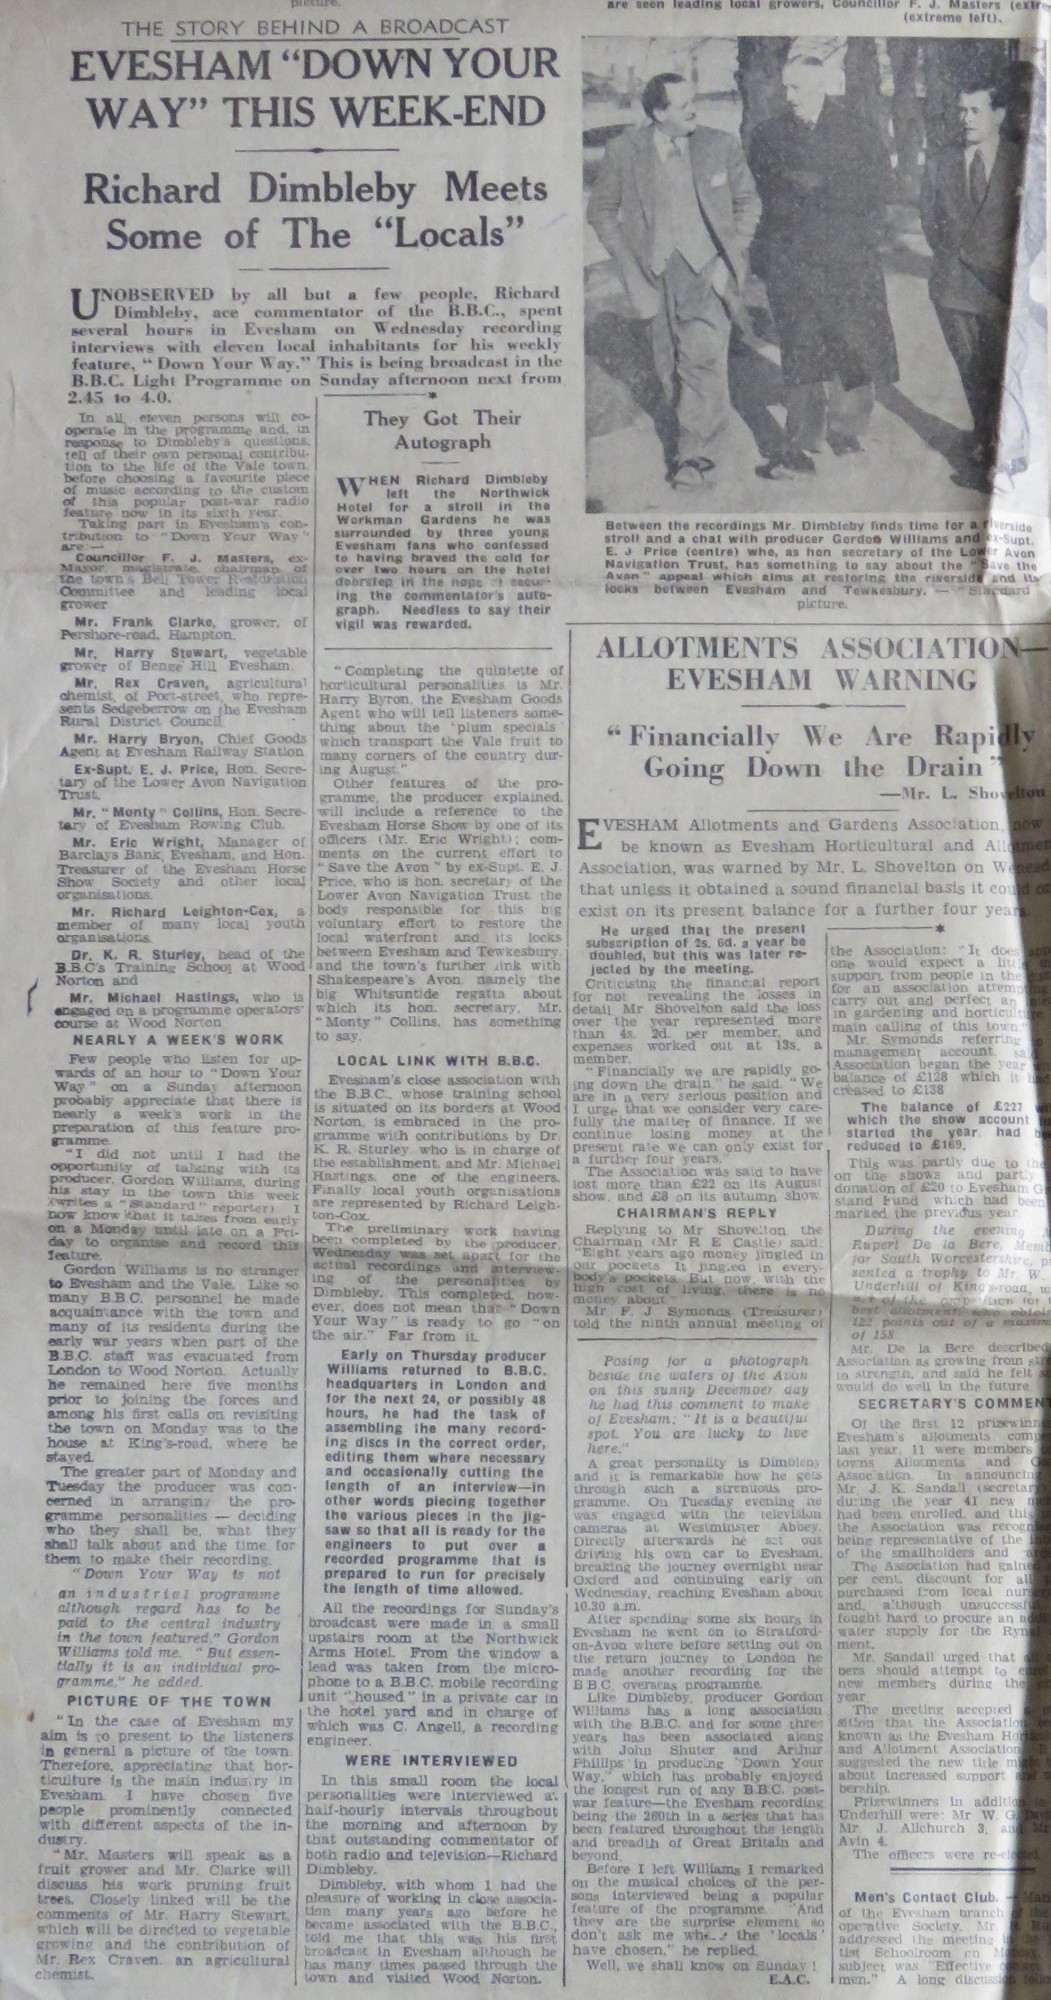 picture.
THE STORY BEHIND A BROADCAST
EVESHAM “DOWN YOUR
WAY” THIS WEEK-END
Richard Dimbleby Meets
Some of The “Locals”
UNOBSERVED by all but a few people, Richard
Dimbleby, ace commentator of the B.B.C., spent
several hours in Evesham on Wednesday recording
interviews with eleven local inhabitants for his weekly
feature, “Down Your Way.” This is being broadcast in the
B.B.C. Light Programme on Sunday afternoon next from
2.45 to 4.0.
In all eleven persons will co-
operate in the programme and, in
response to Dimbleby's questions,
tell of their own personal contribu-
tion to the life of the Vale town,
before choosing a favourite piece
of music according to the custom
of this popular post-war radio
feature now in its sixth year.
Taking part in Evesham's con-
tribution to “Down Your Way”
are:—
Councillor F. J. Masters, ex-
Mayor, magistrate, chairman of
the town's Bell Tower Restoration
Committee and leading local
grower
Mr. Frank Clarke, grower, of
Pershore-road, Hampton.
Mr. Harry Stewart, vegetable
grower of Benge Hill Evesham.
Mr. Rex Craven, agricultural
chemist, of Port-street, who repre-
sents Sedgeberrow on the Evesham
Rural District Council
Mr. Harry Bryon, Chief Goods
Agent at Evesham Railway Station
Ex-Supt. E. J. Price, Hon. Secre-
tary of the Lower Avon Navigation
Trust.
Mr. “Monty” Collins, Hon. Secre-
tary of Evesham Rowing Club.
Mr. Eric Wright, Manager of
Barclays Bank, Evesham, and Hon.
Treasurer of the Evesham Horse
Show Society and other local
organisations.
Mr. Richard Leighton-Cox, a
member of many local youth
organisations.
Dr. K. R. Sturley, head of the
B.B.C's Training School at Wood
Norton and
Mr. Michael Hastings, who is
engaged on a programme operators'
course at Wood Norton
NEARLY A WEEK'S WORK
Few people who listen for up-
wards of an hour to “Down Your
Way” on a Sunday afternoon
probably appreciate that there is
nearly a week's work in the
preparation of this feature pro-
gramme.
“I did not until I had the
opportunity of talking with its
producer, Gordon Williams, during
his stay in the town this week
(writes a “Standard” reporter) I
now know that it takes from early
on a Monday until late on a Fri-
day to organise and record this
feature.
Gordon Williams is no stranger
to Evesham and the Vale. Like so
many B.B.C. personnel he made
acquaintance with the town and
many of its residents during the
early war years when part of the
B.B.C. staff was evacuated from
London to Wood Norton. Actually
he remained here five months
prior to joining the forces and
among his first calls on revisiting
the town on Monday was to the
house at King's-road, where he
stayed.
The greater part of Monday and
Tuesday the producer was con-
cerned in arranging the pro-
gramme personalities — deciding
who they shall be, what they
shall talk about and the time for
them to make their recording.
“Down Your Way is not
an industrial programme
although regard has to be
paid to the central industry
in the town featured,” Gordon
Williams told me. “But essen-
tially it is an individual pro-
gramme,” he added.
PICTURE OF THE TOWN
“In the case of Evesham my
aim is to present to the listeners
in general a picture of the town.
Therefore, appreciating that hor-
ticulture is the main industry in
Evesham, I have chosen five
people prominently connected
with different aspects of the in-
dustry.
“Mr. Masters will speak as a
fruit grower and Mr. Clarke will
discuss his work pruning fruit
trees. Closely linked will be the
comments of Mr. Harry Stewart,
which will be directed to vegetable
growing and the contribution of
Mr. Rex Craven, an agricultural
chemist.
They Got Their
Autograph
WHEN Richard Dimbleby
left the Northwick
Hotel for a stroll in the
Workman Gardens he was
surrounded by three young
Evesham fans who confessed
to having braved the cold for
over two hours on the hotel
doorstep in the hope of secur-
ing the commentator's auto-
graph. Needless to say their
vigil was rewarded.
“Completing the quintette of
horticultural personalities is Mr.
Harry Byron, the Evesham Goods
Agent who will tell listeners some-
thing about the ‘plum specials’
which transport the Vale fruit to
many corners of the country dur-
ing August.”
Other features of the pro-
gramme, the producer explained,
will include a reference to the
Evesham Horse Show by one of its
officers (Mr. Eric Wright); com-
ments on the current effort to
“Save the Avon” by ex-Supt. E. J.
Price, who is hon. secretary of the
Lower Avon Navigation Trust, the
body responsible for this big
voluntary effort to restore the
local waterfront and its locks
between Evesham and Tewkesbury,
and the town's further link with
Shakespeare's Avon, namely the
big Whitsuntide regatta about
which its hon. secretary, Mr.
“Monty” Collins, has something
to say.
LOCAL LINK WITH B.B.C.
Evesham's close association with
the B.B.C., whose training school
is situated on its borders at Wood
Norton, is embraced in the pro-
gramme with contributions by Dr.
K. R. Sturley who is in charge of
the establishment, and Mr. Michael
Hastings, one of the engineers.
Finally local youth organisations
are represented by Richard Leigh-
ton-Cox.
The preliminary work having
been completed by the producer,
Wednesday was set apart for the
actual recordings and interview-
ing of the personalities by
Dimbleby. This completed, how-
ever, does not mean that “Down
Your Way” is ready to go “on
the air.” Far from it.
Early on Thursday producer
Williams returned to B.B.C.
headquarters in London and
for the next 24, or possibly 48
hours, he had the task of
assembling the many record-
ing discs in the correct order,
editing them where necessary
and occasionally cutting the
length of an interview—in
other words piecing together
the various pieces in the jig-
saw so that all is ready for the
engineers to put over a
recorded programme that is
prepared to run for precisely
the length of time allowed.
All the recordings for Sunday's
broadcast were made in a small
upstairs room at the Northwick
Arms Hotel. From the window a
lead was taken from the micro-
phone to a B.B.C. mobile recording
unit “housed” in a private car in
the hotel yard and in charge of
which was C. Angell, a recording
engineer.
WERE INTERVIEWED
In this small room the local
personalities were interviewed at
half-hourly intervals throughout
the morning and afternoon by
that outstanding commentator of
both radio and television—Richard
Dimbleby.
Dimbleby, with whom I had the
pleasure of working in close associa-
tion many years ago before he
became associated with the B.B.C.,
told me that this was his first
broadcast in Evesham although he
has many times passed through the
town and visited Wood Norton.
are seen leading local growers, Councillor F. J. Masters
(extreme left).
Between the recordings Mr. Dimbleby finds time for a riverside
stroll and a chat with producer Gordon Williams and ex-Supt.
E. J Price (centre) who, as hon secretary of the Lower Avon
Navigation Trust, has something to say about the “Save the
Avon” appeal which aims at restoring the riverside and its
locks between Evesham and Tewkesbury. — “Standard
picture.
ALLOTMENTS ASSOCIATION—
EVESHAM WARNING
“Financially We Are Rapidly
Going Down the Drain”
—Mr. L. Shovelton
EVESHAM Allotments and Gardens Association, now
be known as Evesham Horticultural and
Association, was warned by Mr. L. Shovelton on
that unless it obtained a sound financial basis it could
exist on its present balance for a further four years.
He urged that the present
subscription of 2s. 6d. a year be
doubled, but this was later re-
jected by the meeting.
Criticising the financial report
for not revealing the losses in
detail Mr Shovelton said the loss
over the year represented more
than 4s. 2d. per member, and
expenses worked out at 13s. a
member.
“Financially we are rapidly go-
ing down the drain,” he said. “We
are in a very serious position and
I urge that we consider very care-
fully the matter of finance. If we
continue losing money at the
present rate we can only exist for
a further four years.”
The Association was said to have
lost more than £22 on its August
show, and £8 on its autumn show.
CHAIRMAN'S REPLY
Replying to Mr Shovelton the
Chairman (Mr R E Castle) said:
“Eight years ago money jingled in
our pockets. It jingled in every-
body's pockets. But now, with the
high cost of living, there is no
money about”
Mr F. J Symonds (Treasurer)
told the ninth annual meeting of
Posing for a photograph
beside the waters of the Avon
on this sunny December day
he had this comment to make
of Evesham: “It is a beautiful
spot. You are lucky to live
here.”
A great personality is Dimbleby
and it is remarkable how he gets
through such a strenuous pro-
gramme. On Tuesday evening he
was engaged with the television
cameras at Westminster Abbey.
Directly afterwards he set out
driving his own car to Evesham,
breaking the journey overnight near
Oxford and continuing early on
Wednesday, reaching Evesham about
10.30 a.m.
After spending some six hours in
Evesham he went on to Stratford-
on-Avon where before setting out on
the return journey to London he
made another recording for the
B.B.C. overseas programme.
Like Dimbleby, producer Gordon
Williams has a long association
with the B.B.C. and for some three
years has been associated along
with John Shuter and Arthur
Phillips in producing “Down Your
Way,” which has probably enjoyed
the longest run of any B.B.C. post-
war feature—the Evesham recording
being the 260th in a series that has
been featured throughout the length
and breadth of Great Britain and
beyond.
Before I left Williams I remarked
on the musical choices of the per-
sons interviewed being a popular
feature of the programme. “And
they are the surprise element so
don't ask me what the ‘locals’
have chosen,” he replied.
Well, we shall know on Sunday!
E.A.C.
the Association: “It does
one would expect a little
support from people in the
for an association attempting
carry out and perfect an
in gardening and horticulture,
main calling of this town.”
Mr. Symonds referring
management account, said
Association began the year
balance of £128 which it had
creased to £138
The balance of £227
which the show account
started the year, had
reduced to £169.
This was partly due to the
on the shows and partly
donation of £20 to Evesham
stand Fund which had been
marked the previous year.
During the evening
Rupert De la Bere,
for South Worcestershire,
sented a trophy to Mr. W.
Underhill of King's-road,
out of the competition for
best allotment, who
122 points out of a
of 158
Mr. De la Bere described
Association as growing from
to strength, and said he felt
would do well in the future.
SECRETARY'S COMMENT
Of the first 12 prizewinners
Evesham's allotments
last year, 11 were members
towns Allotments and
Association. In announcing
Mr. J. K. Sandall (secretary)
during the year 41 new
had been enrolled, and this
the Association was
being representative of the
of the smallholders and
The Association had gained
per cent. discount for all
purchased from local
and, although unsuccessful
fought hard to procure an
water supply for the
ment.
Mr. Sandall urged that all
bers should attempt to
new members during the
year.
The meeting accepted a
sition that the Association
known as the Evesham
and Allotment Association. It
suggested the new title might
about increased support and
bership.
Prizewinners in addition to
Underhill were: Mr W. G.
Mr. J. Allchurch 3, and Mr
Avin 4.
The officers were re-elected.
Men's Contact Club. —
of the Evesham branch of the
operative Society, Mr. R.
addressed the meeting in the
tist Schoolroom on Monday,
subject was “Effective
men.” A long discussion